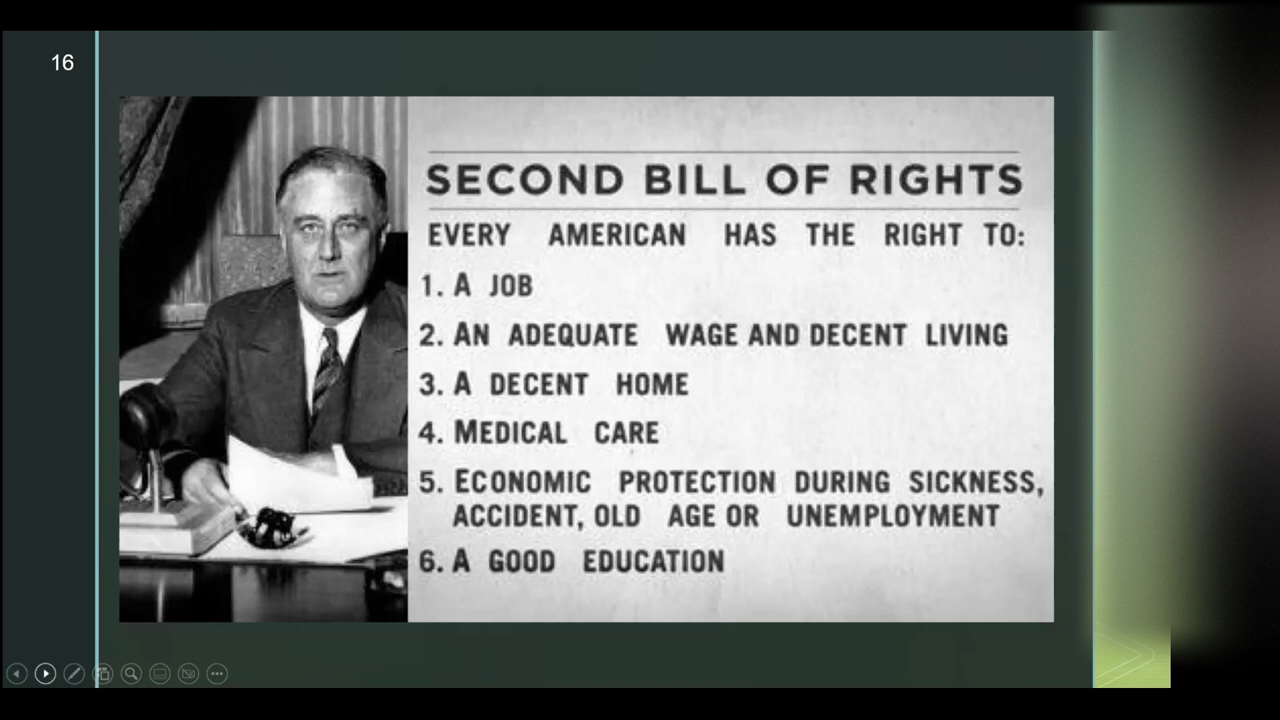 16
SECOND BILL OF RIGHTS
EVERY AMERICAN HAS THE RIGHT TO:
1. A JOB
2. AN ADEQUATE WAGE AND DECENT LIVING
3. A DECENT HOME
4. MEDICAL CARE
5. ECONOMIC PROTECTION DURING SICKNESS,
ACCIDENT, OLD AGE OR UNEMPLOYMENT
6. A GOOD EDUCATION